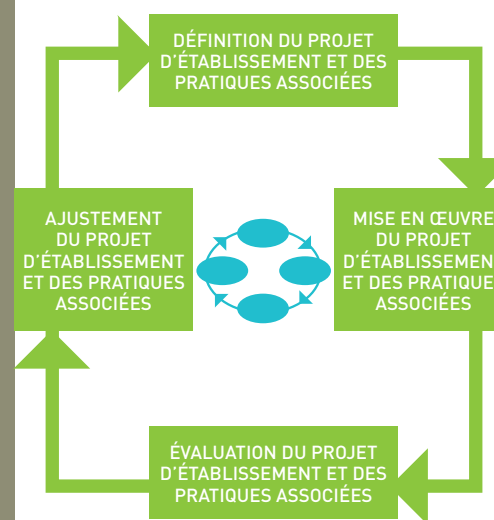 DÉFINITION DU PROJET
D'ÉTABLISSEMENT ET DES
PRATIQUES ASSOCIÉES
AJUSTEMENT
DU PROJET
D'ÉTABLISSEMENT
ET DES PRATIQUES
ASSOCIÉES
MISE EN ŒUVRE
DU PROJET
D'ÉTABLISSEMEN
ET DES PRATIQUE
ASSOCIÉES
ÉVALUATION DU PROJET
D'ÉTABLISSEMENT ET DES
PRATIQUES ASSOCIÉES